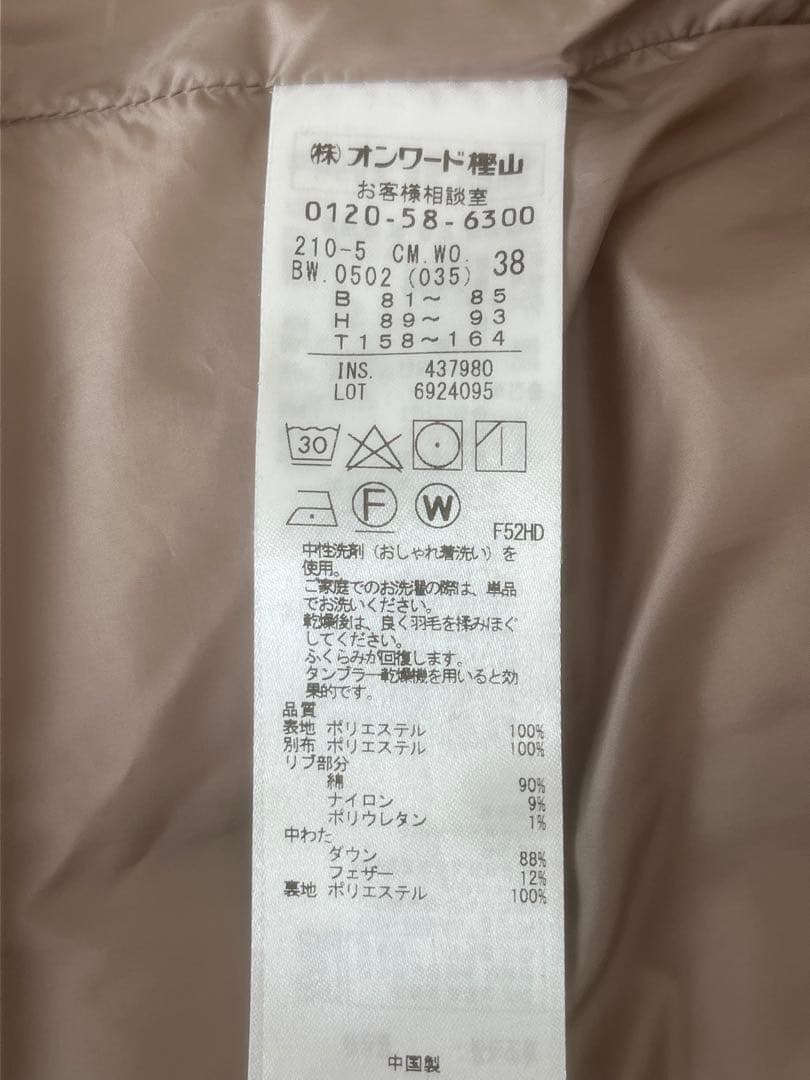 ㈱オンワード樫山
お客様相談室
0120-58-6300
210-5 CM.WO. 38
BW.0502 (035)
B 81～ 85
H 89～ 93
T158～164
INS. 437980
LOT 6924095
30
F W
F52HD
中性洗剤（おしゃれ着洗い）を
使用。
ご家庭でのお洗濯の際は、単品
でお洗いください。
乾燥後は、良く羽毛を揉みほぐ
してください。
ふくらみが回復します。
タンブラー乾燥機を用いると効
果的です。
品質
表地 ポリエステル 100%
別布 ポリエステル 100%
リブ部分
綿 90%
ナイロン 9%
ポリウレタン 1%
中わた
ダウン 88%
フェザー 12%
裏地 ポリエステル 100%
中国製